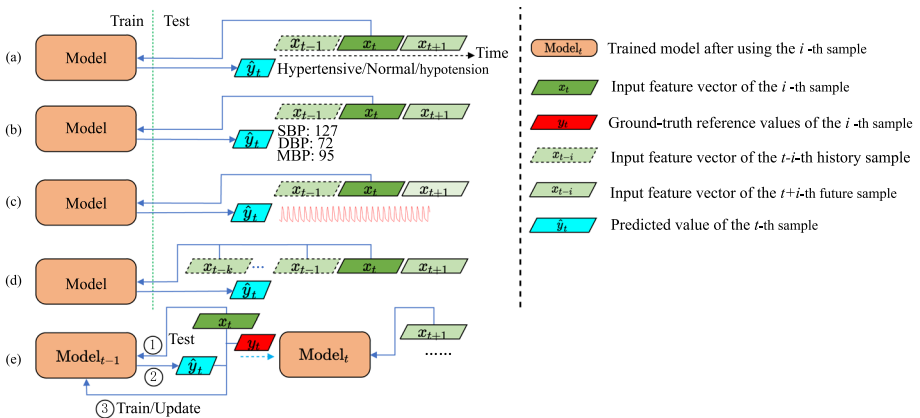 Train Test
(a) Model x_{t-1} x_t x_{t+1} Time
ŷ_t Hypertensive/Normal/hypotension
(b) Model x_{t-1} x_t x_{t+1}
ŷ_t SBP: 127
DBP: 72
MBP: 95
(c) Model x_{t-1} x_t x_{t+1}
ŷ_t
(d) Model x_{t-k} ... x_{t-1} x_t x_{t+1}
ŷ_t
(e) Model_{t-1} ① Test x_t y_t Model_t x_{t+1}
② ŷ_t ......
③ Train/Update
Model_t Trained model after using the i -th sample
x_t Input feature vector of the i -th sample
y_t Ground-truth reference values of the i -th sample
x_{t-i} Input feature vector of the t-i-th history sample
x_{t-i} Input feature vector of the t+i-th future sample
ŷ_t Predicted value of the t-th sample